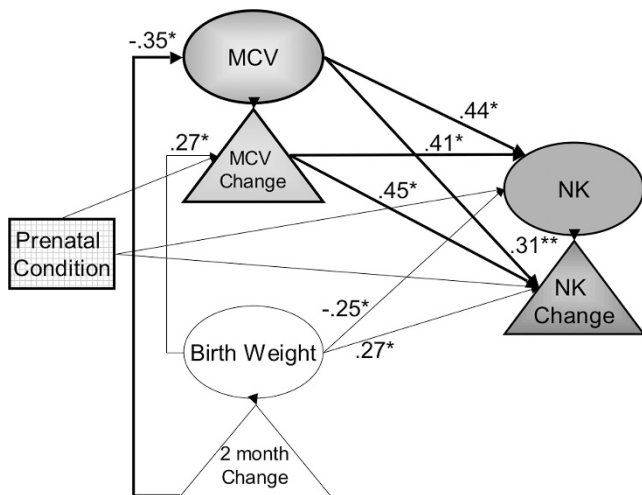 -.35*
MCV
.44*
.27*
MCV
Change
.41*
.45*
NK
Prenatal
Condition
.31**
NK
Change
-.25*
Birth Weight
.27*
2 month
Change